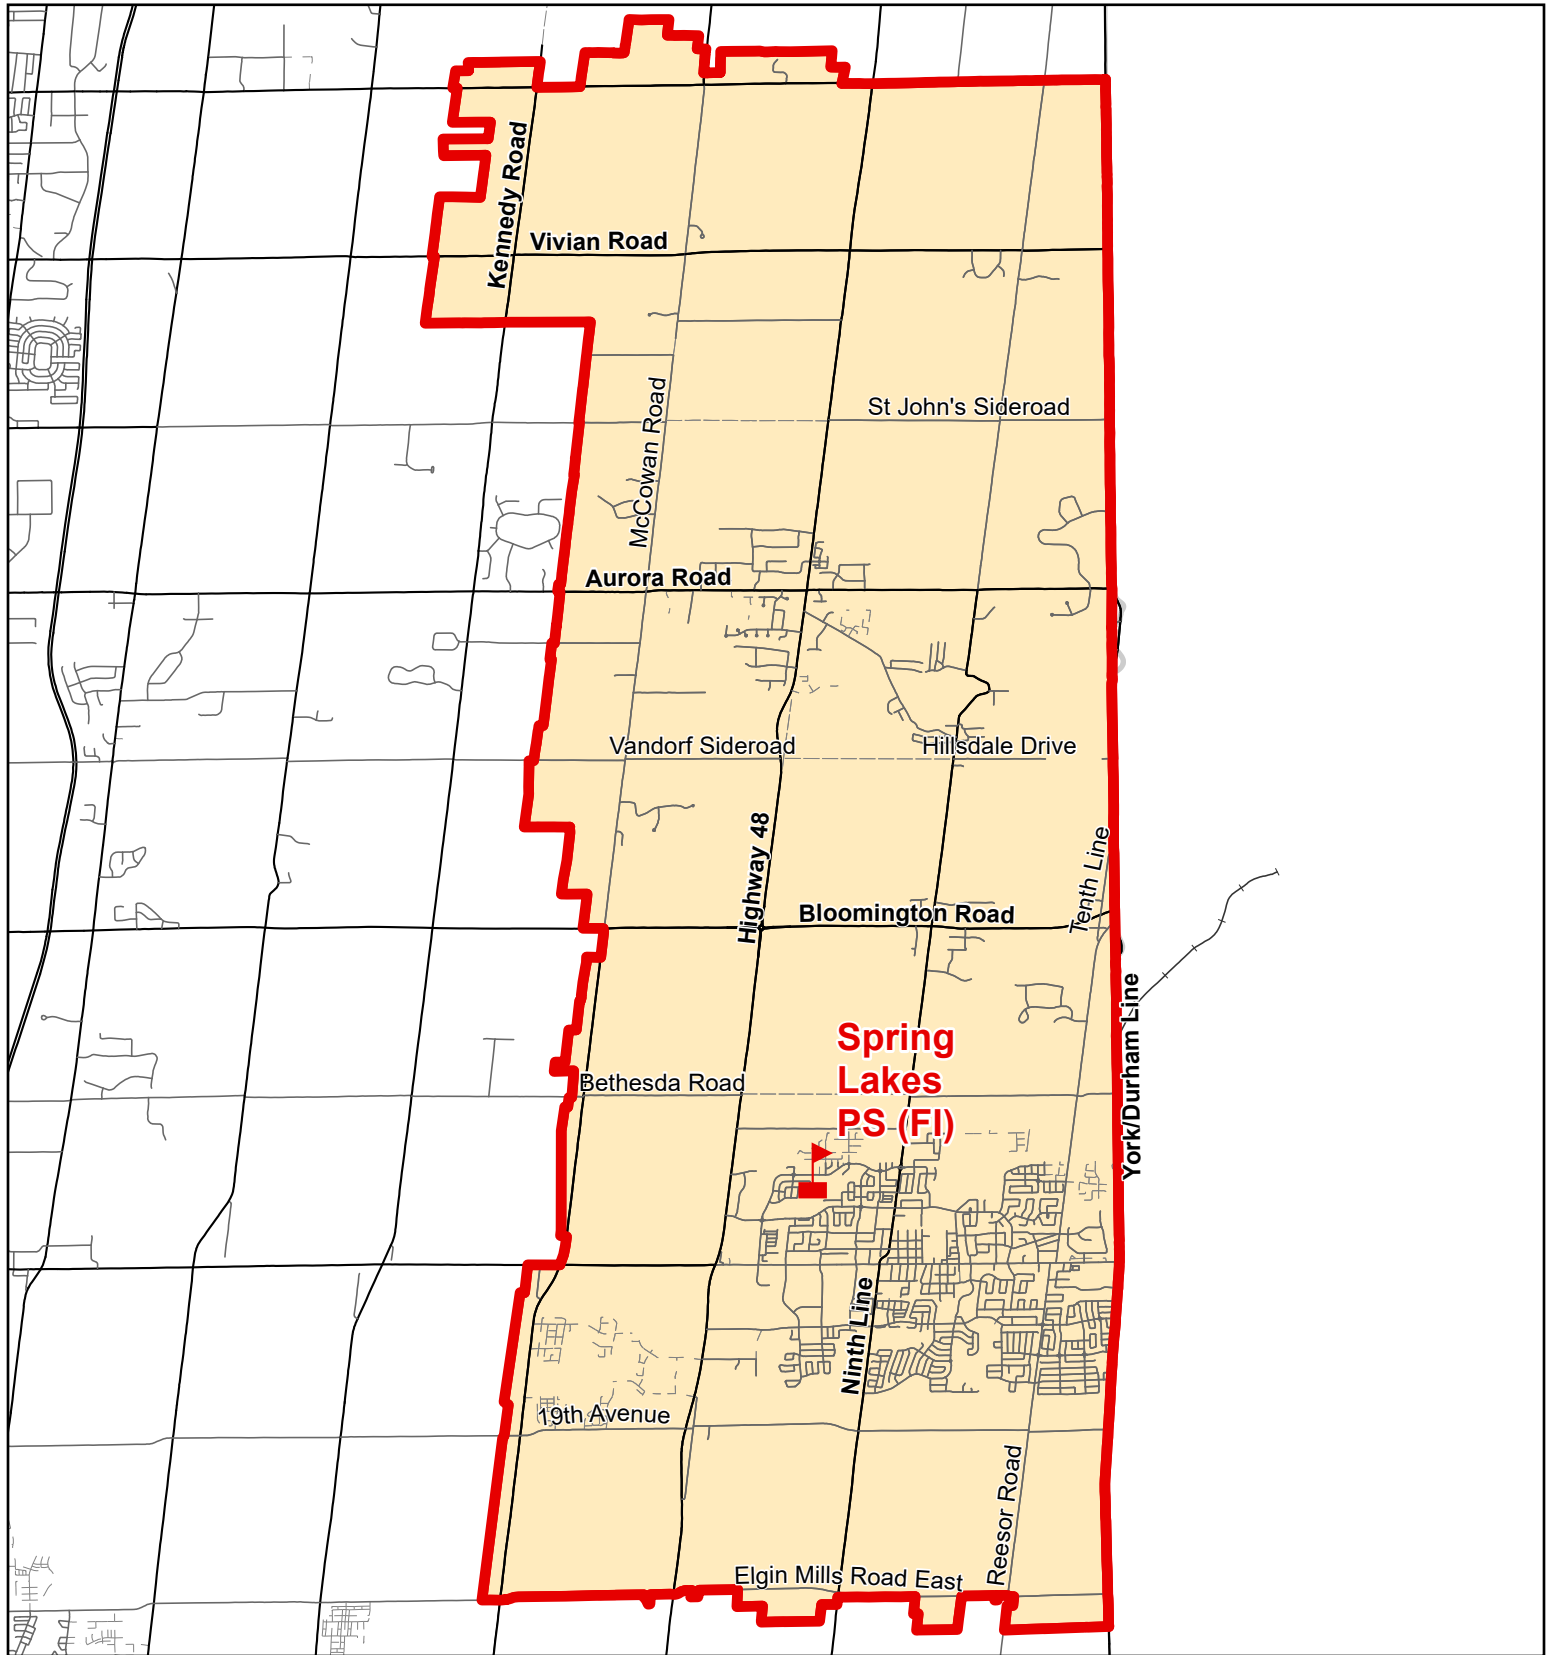 Kennedy Road
Vivian Road
St John's Sideroad
McCowan Road
Aurora Road
Vandorf Sideroad
Hillsdale Drive
Highway 48
Tenth Line
Bloomington Road
York/Durham Line
Spring
Lakes
PS (FI)
Bethesda Road
Ninth Line
19th Avenue
Reesor Road
Elgin Mills Road East